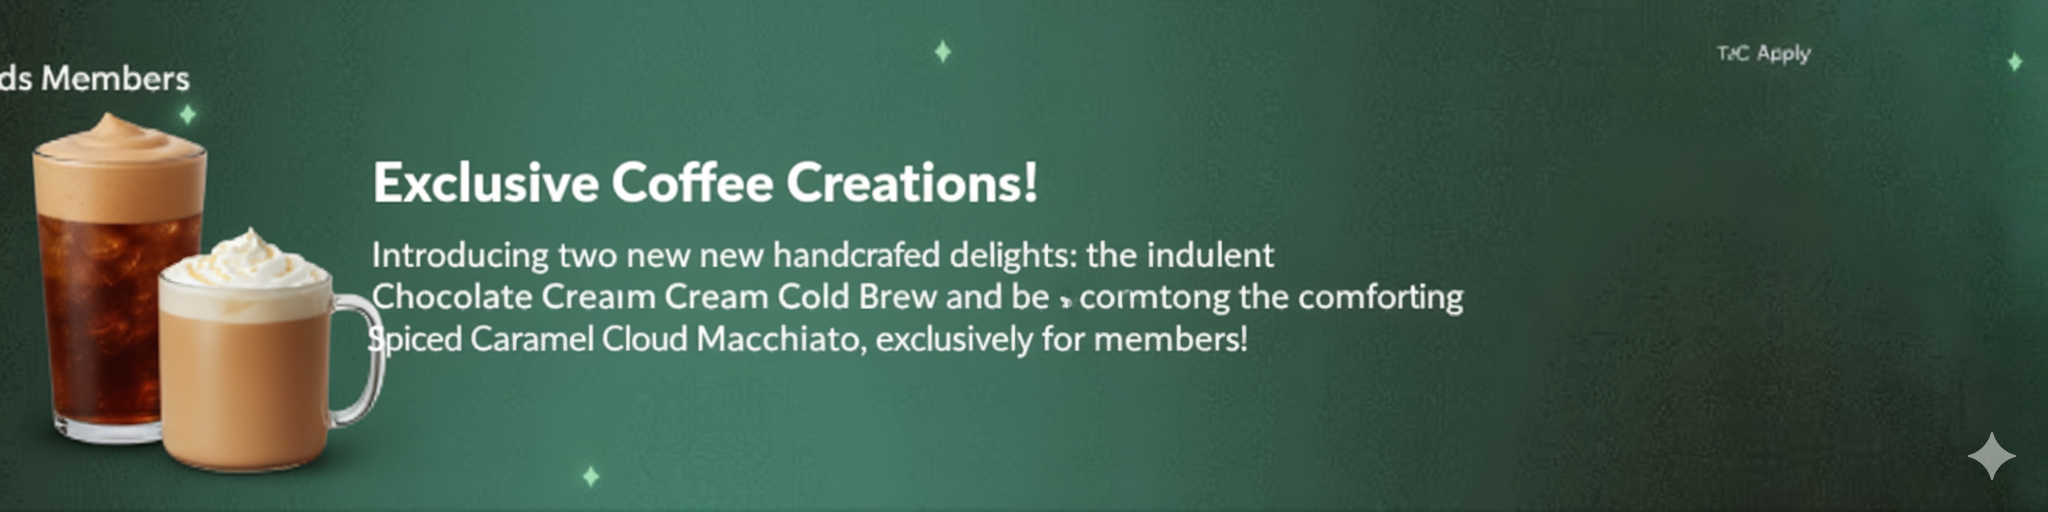 ds Members
T&C Apply
Exclusive Coffee Creations!
Introducing two new new handcrafed delights: the indulent
Chocolate Cream Cream Cold Brew and be cormtong the comforting
Spiced Caramel Cloud Macchiato, exclusively for members!